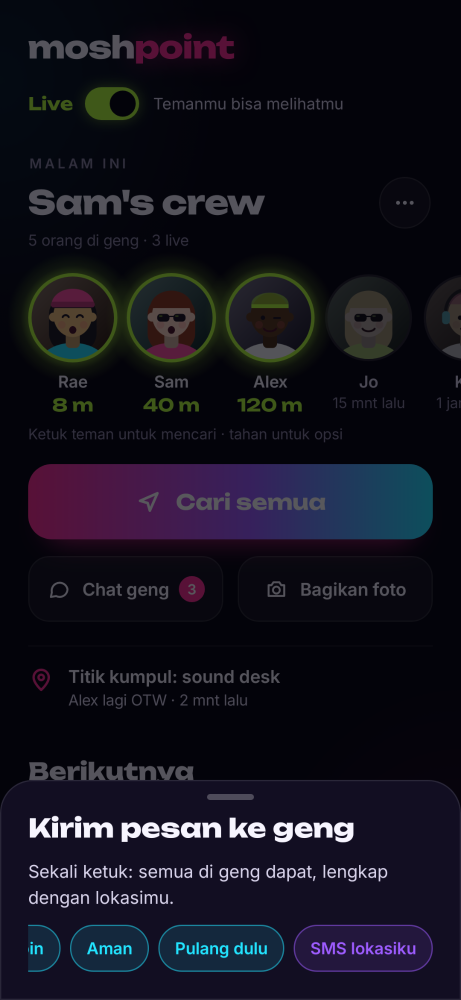 moshpoint
Live Temanmu bisa melihatmu
MALAM INI
Sam's crew
5 orang di geng · 3 live
Rae Sam Alex Jo
8 m 40 m 120 m 15 mnt lalu
Ketuk teman untuk mencari · tahan untuk opsi
Cari semua
Chat geng 3 Bagikan foto
Titik kumpul: sound desk
Alex lagi OTW · 2 mnt lalu
Berikutnya
Kirim pesan ke geng
Sekali ketuk: semua di geng dapat, lengkap
dengan lokasimu.
Aman Pulang dulu SMS lokasiku